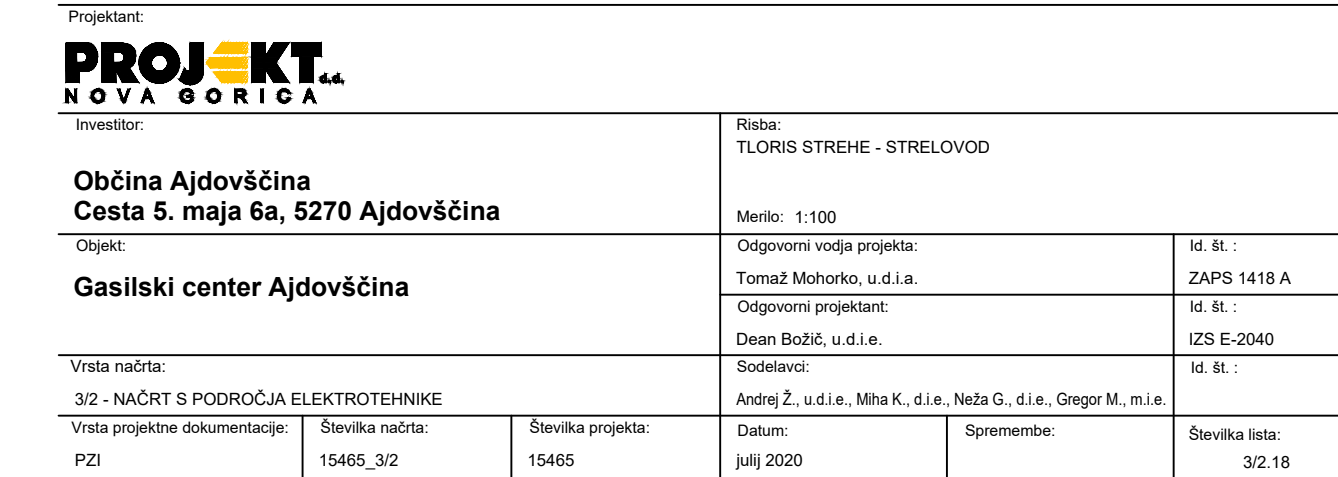 Projektant:
PROJEKT d.d.
NOVA GORICA
Investitor:
Občina Ajdovščina
Cesta 5. maja 6a, 5270 Ajdovščina
Risba:
TLORIS STREHE - STRELOVOD
Merilo: 1:100
Objekt:
Gasilski center Ajdovščina
Odgovorni vodja projekta:
Tomaž Mohorko, u.d.i.a.
Id. št. :
ZAPS 1418 A
Odgovorni projektant:
Dean Božič, u.d.i.e.
Id. št. :
IZS E-2040
Vrsta načrta:
3/2 - NAČRT S PODROČJA ELEKTROTEHNIKE
Sodelavci:
Andrej Ž., u.d.i.e., Miha K., d.i.e., Neža G., d.i.e., Gregor M., m.i.e.
Id. št. :
Vrsta projektne dokumentacije:
PZI
Številka načrta:
15465_3/2
Številka projekta:
15465
Datum:
julij 2020
Spremembe:
Številka lista:
3/2.18